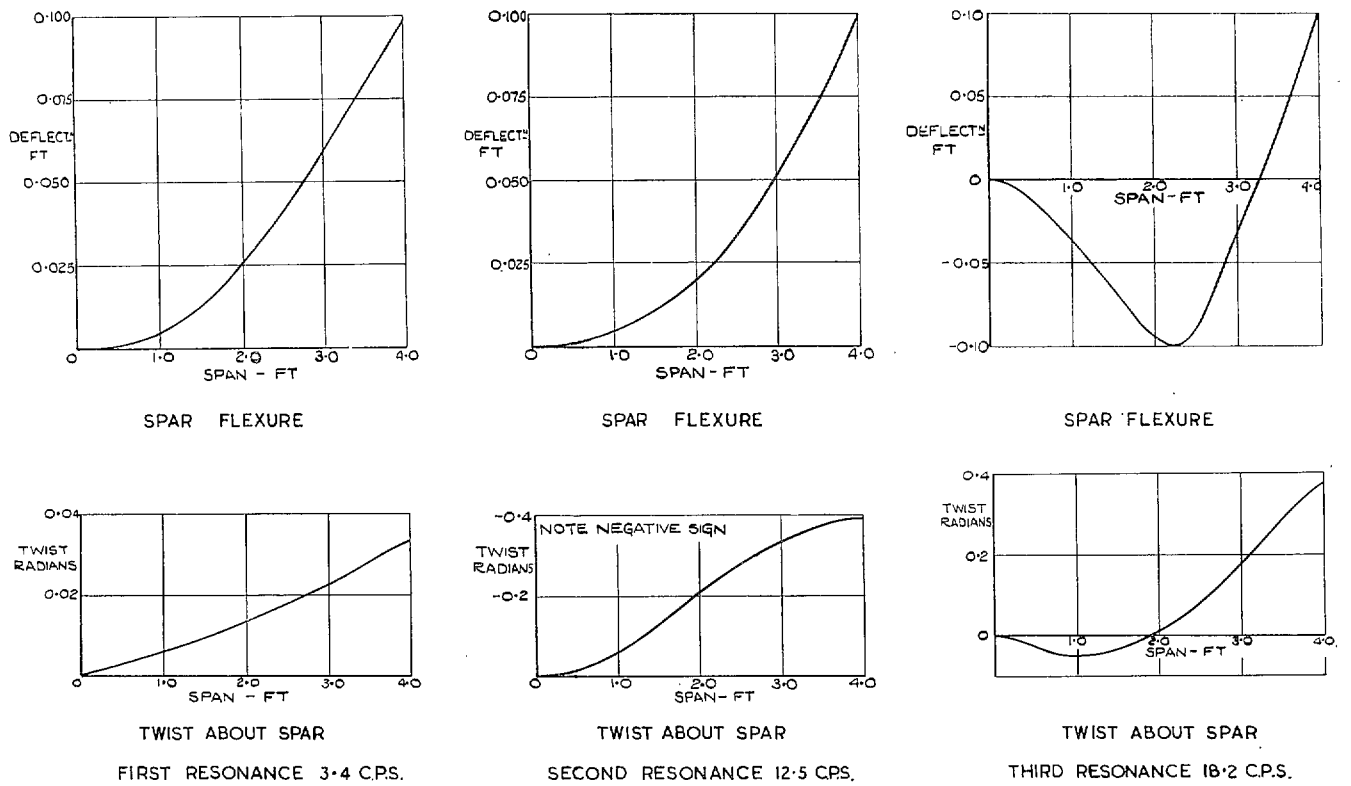 0·100
0·075
DEFLECTN
FT
0·050
0·025
0 1·0 2·0 3·0 4·0
SPAN - FT
SPAR FLEXURE
0·100
0·075
DEFLECTN
FT
0·050
0·025
0 1·0 2·0 3·0 4·0
SPAN - FT
SPAR FLEXURE
0·10
0·05
DEFLECTN
FT
0
1·0 2·0 3·0 4·0
SPAN - FT
-0·05
-0·10
SPAR FLEXURE
0·04
TWIST
RADIANS
0·02
0 1·0 2·0 3·0 4·0
SPAN - FT
TWIST ABOUT SPAR
FIRST RESONANCE 3·4 C.P.S.
-0·4
NOTE NEGATIVE SIGN
TWIST
RADIANS
-0·2
0 1·0 2·0 3·0 4·0
SPAN - FT
TWIST ABOUT SPAR
SECOND RESONANCE 12·5 C.P.S.
0·4
TWIST
RADIANS
0·2
0
1·0 2·0 3·0 4·0
SPAN - FT
TWIST ABOUT SPAR
THIRD RESONANCE 18·2 C.P.S.